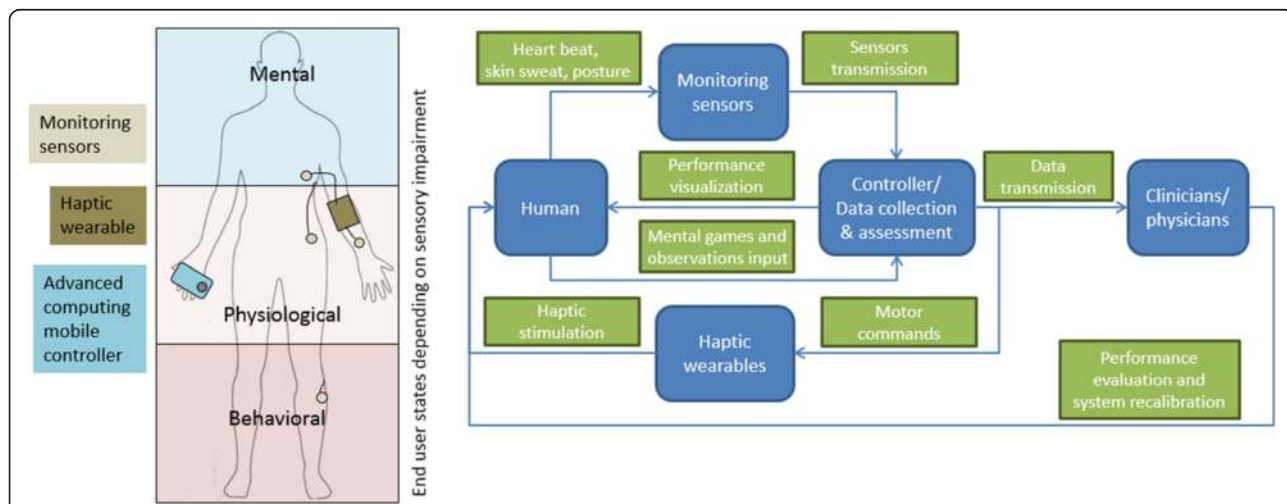 Mental
Monitoring
sensors
Haptic
wearable
Advanced
computing
mobile
controller
Physiological
Behavioral
End user states depending on sensory impairment
Heart beat,
skin sweat, posture
Monitoring
sensors
Sensors
transmission
Human
Performance
visualization
Mental games and
observations input
Controller/
Data collection
& assessment
Data
transmission
Clinicians/
physicians
Haptic
stimulation
Haptic
wearables
Motor
commands
Performance
evaluation and
system recalibration